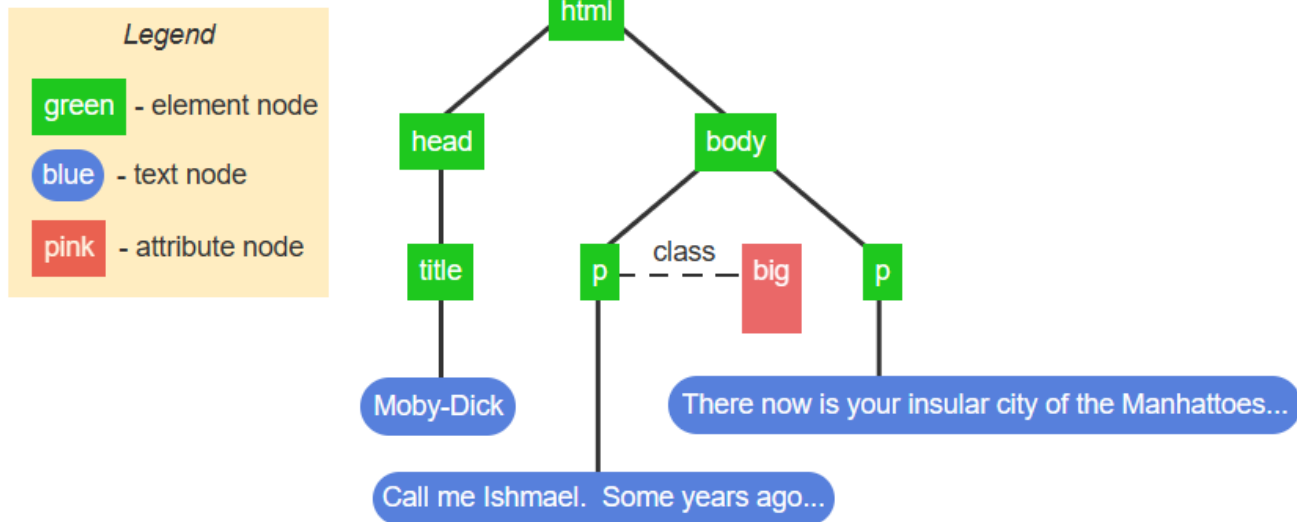 Legend
green - element node
blue - text node
pink - attribute node
html
head
body
title
p
class
big
p
Moby-Dick
There now is your insular city of the Manhattoes...
Call me Ishmael.  Some years ago...